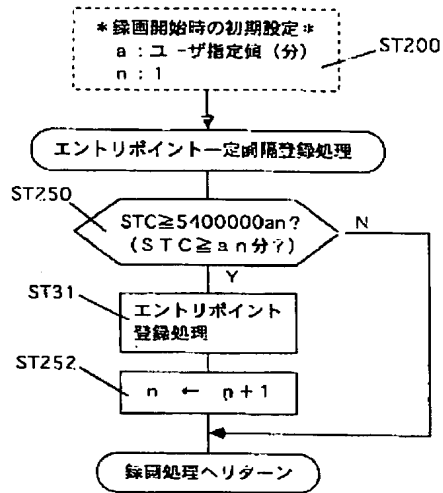 *録画開始時の初期設定*
a:ユーザ指定値(分)
n:1
ST200
エントリポイント一定間隔登録処理
ST250
STC≧5400000an?
(STC≧an分?)
N
Y
ST31
エントリポイント
登録処理
ST252
n ← n+1
録画処理へリターン